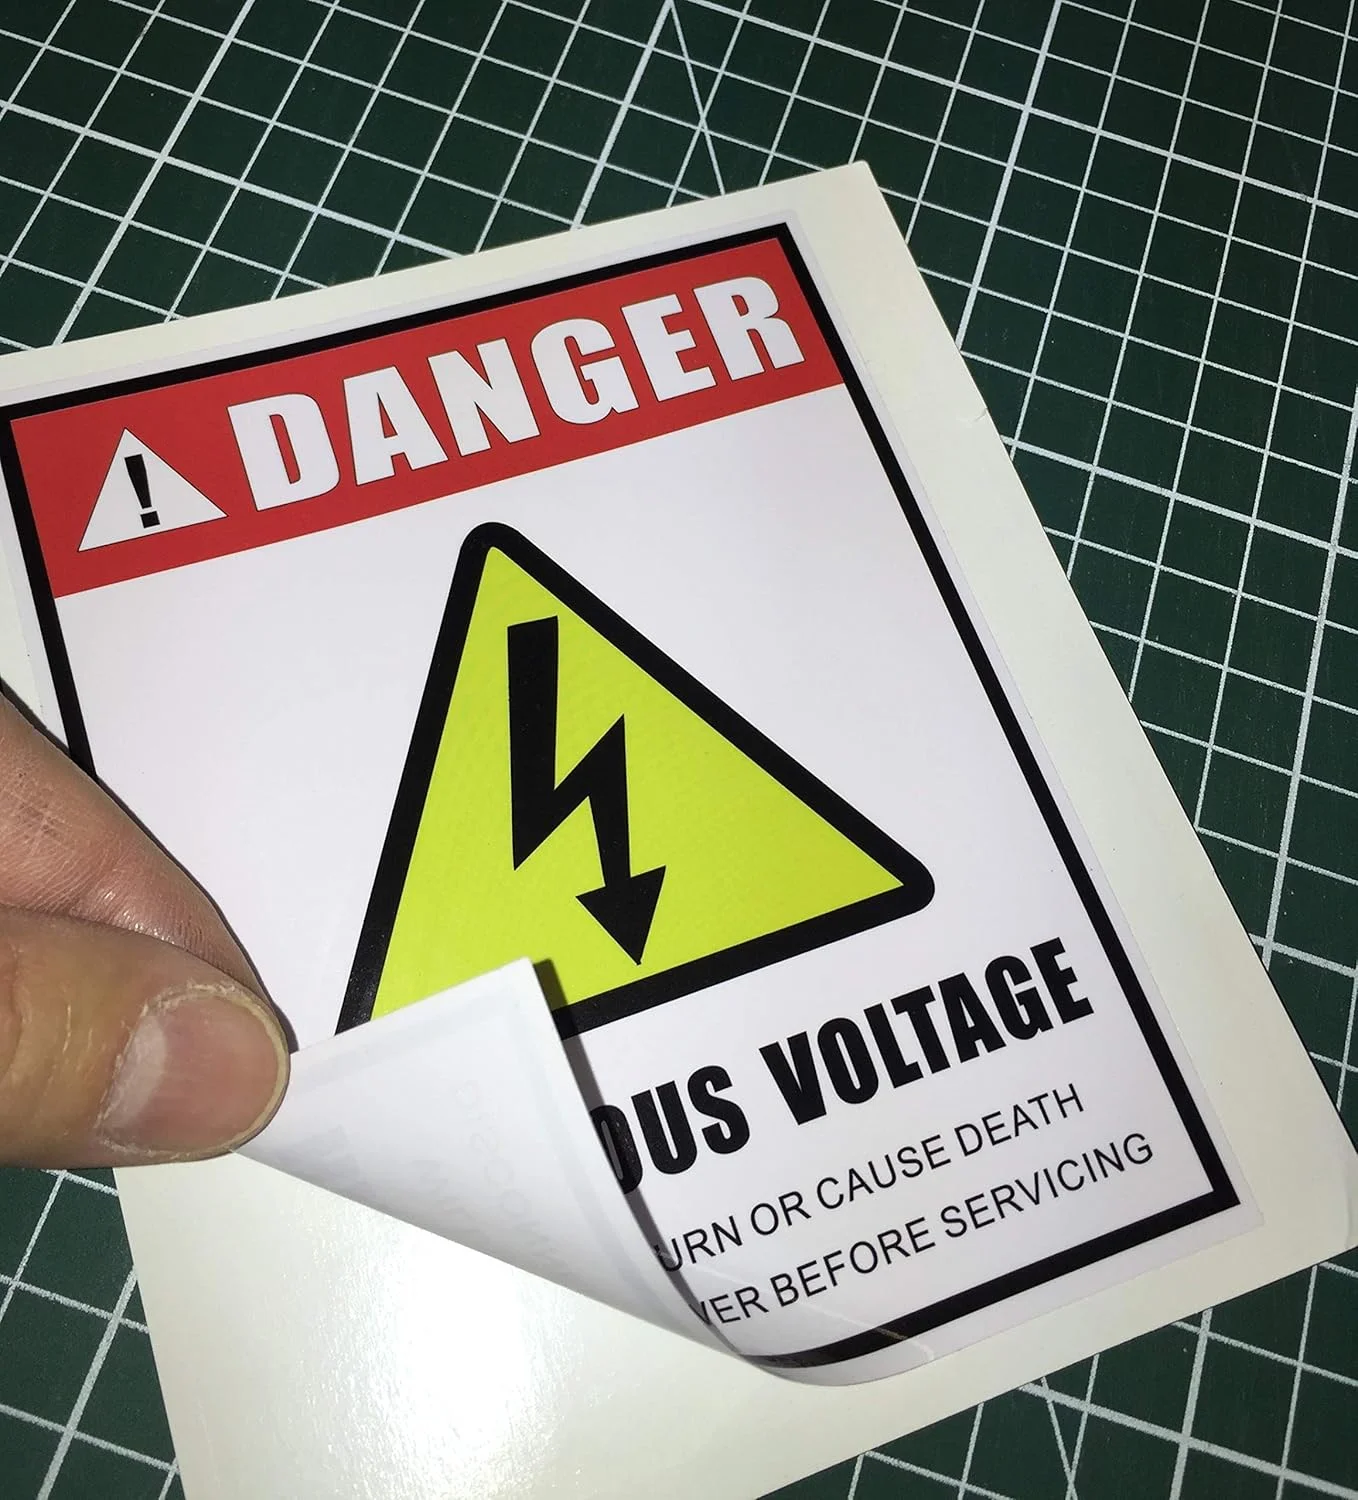 ! DANGER
OUS VOLTAGE
URN OR CAUSE DEATH
VER BEFORE SERVICING